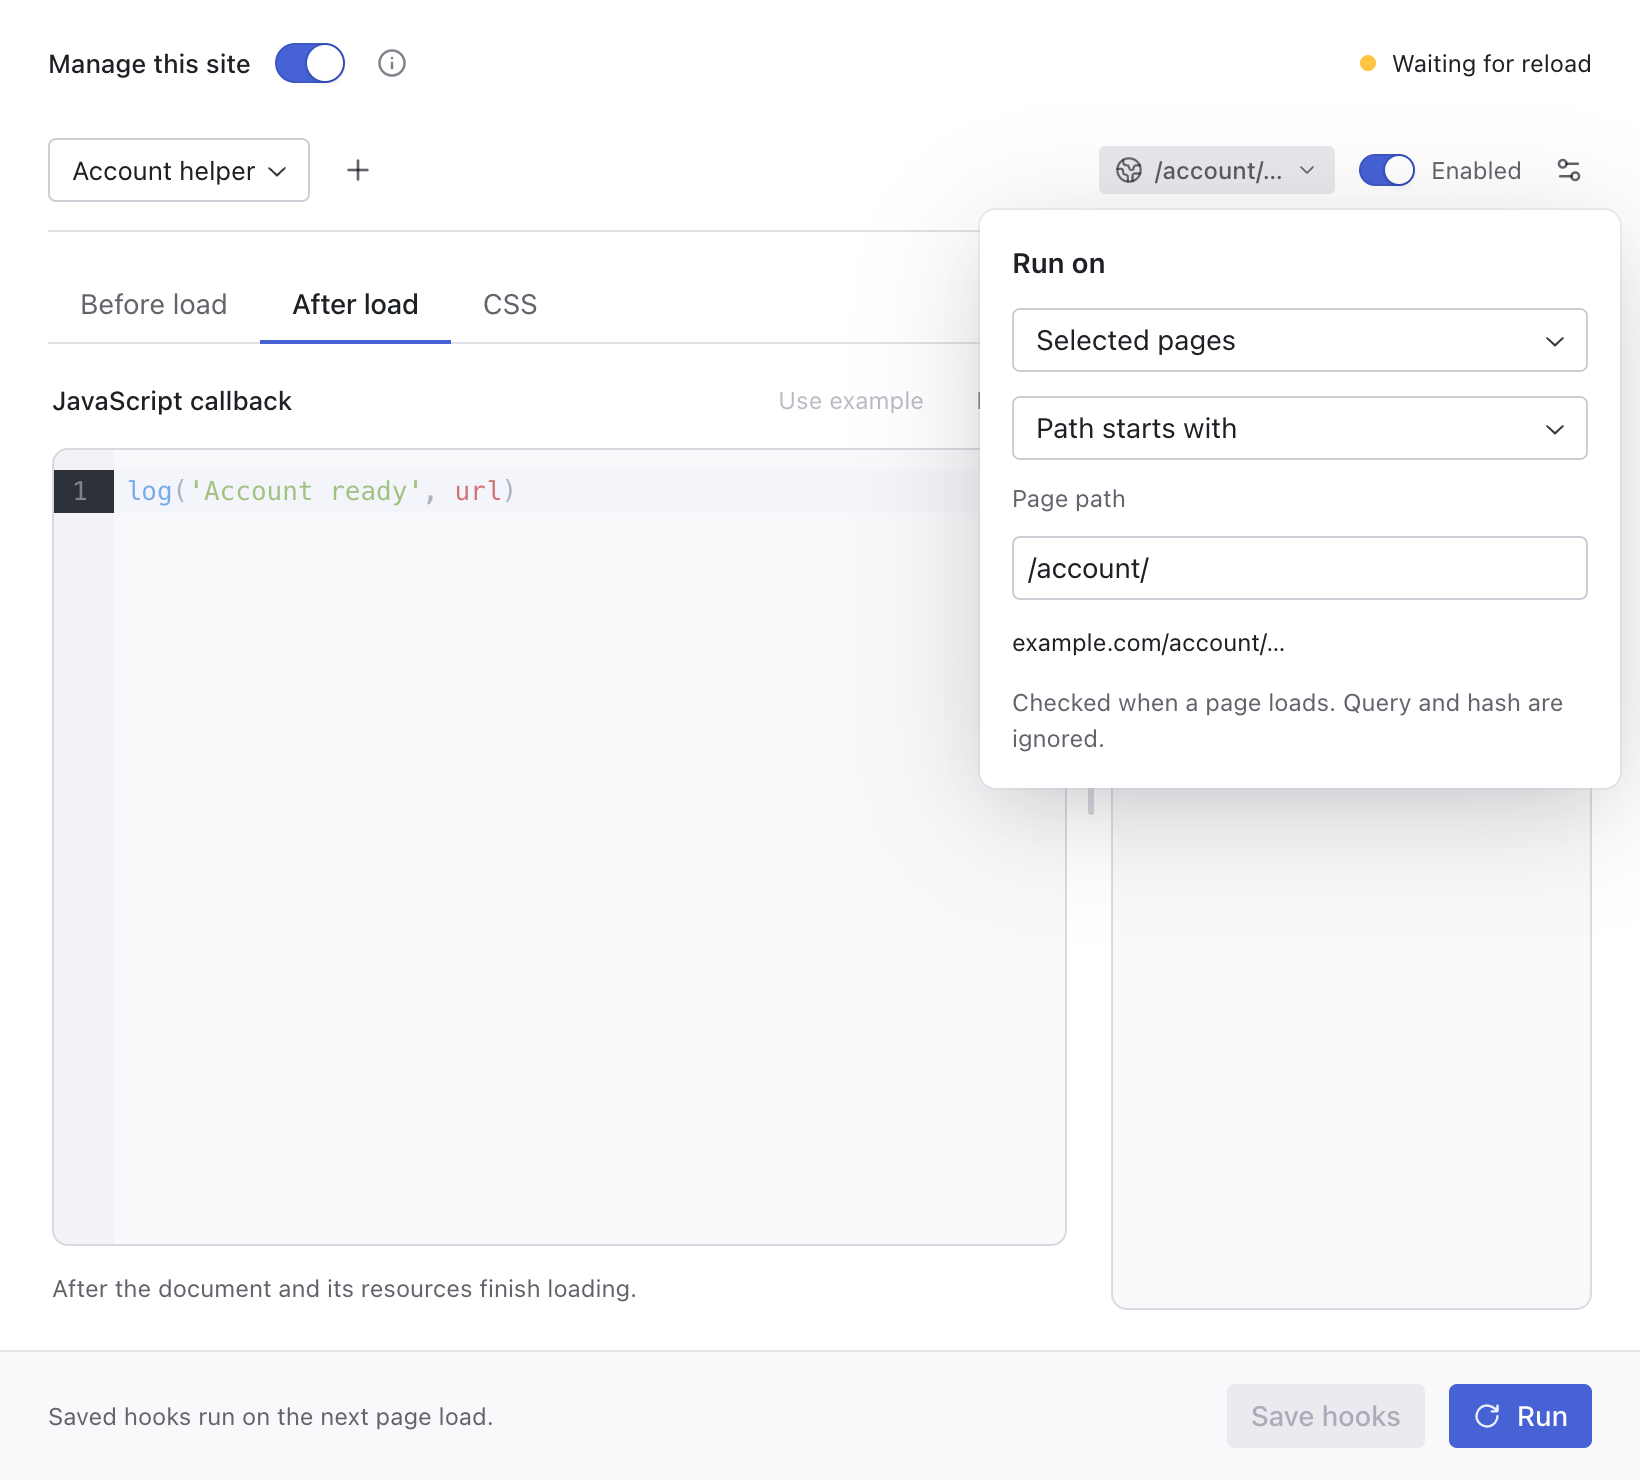 Manage this site
Waiting for reload
Account helper
/account/...
Enabled
Run on
Before load
After load
CSS
Selected pages
JavaScript callback
Use example
Path starts with
1
log('Account ready', url)
Page path
/account/
example.com/account/...
Checked when a page loads. Query and hash are
ignored.
After the document and its resources finish loading.
Saved hooks run on the next page load.
Save hooks
Run